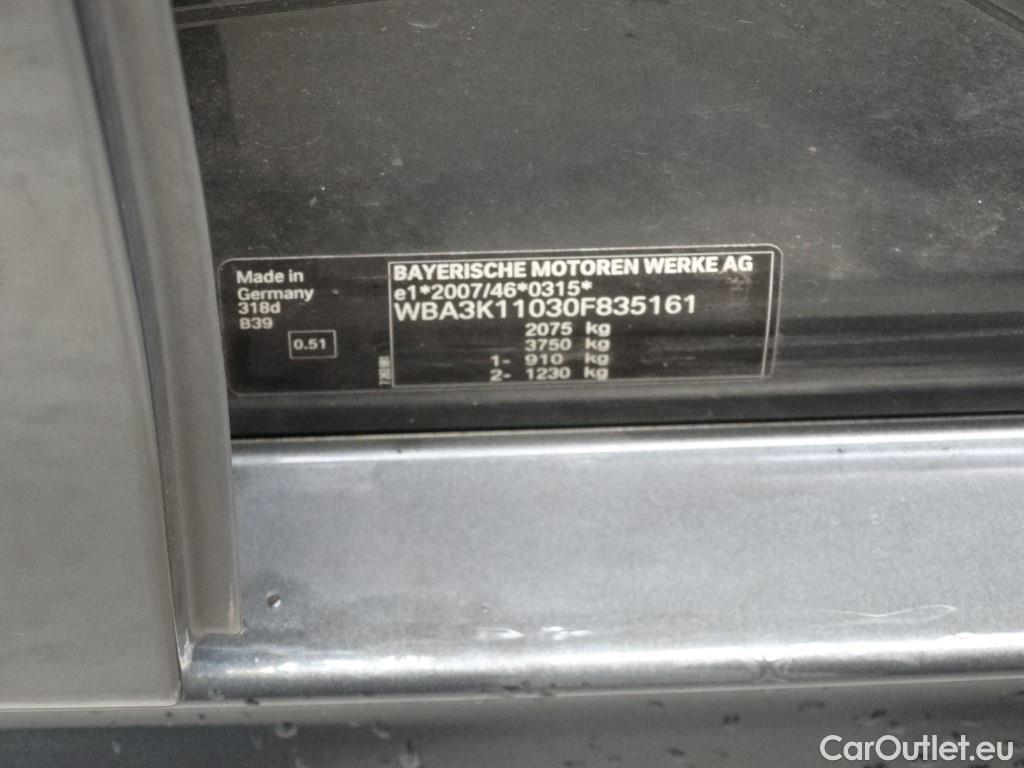 Made in
Germany
318d
B39
0.51
BAYERISCHE MOTOREN WERKE AG
e1*2007/46*0315*
WBA3K11030F835161
2075 kg
3750 kg
1- 910 kg
2- 1230 kg
CarOutlet.eu